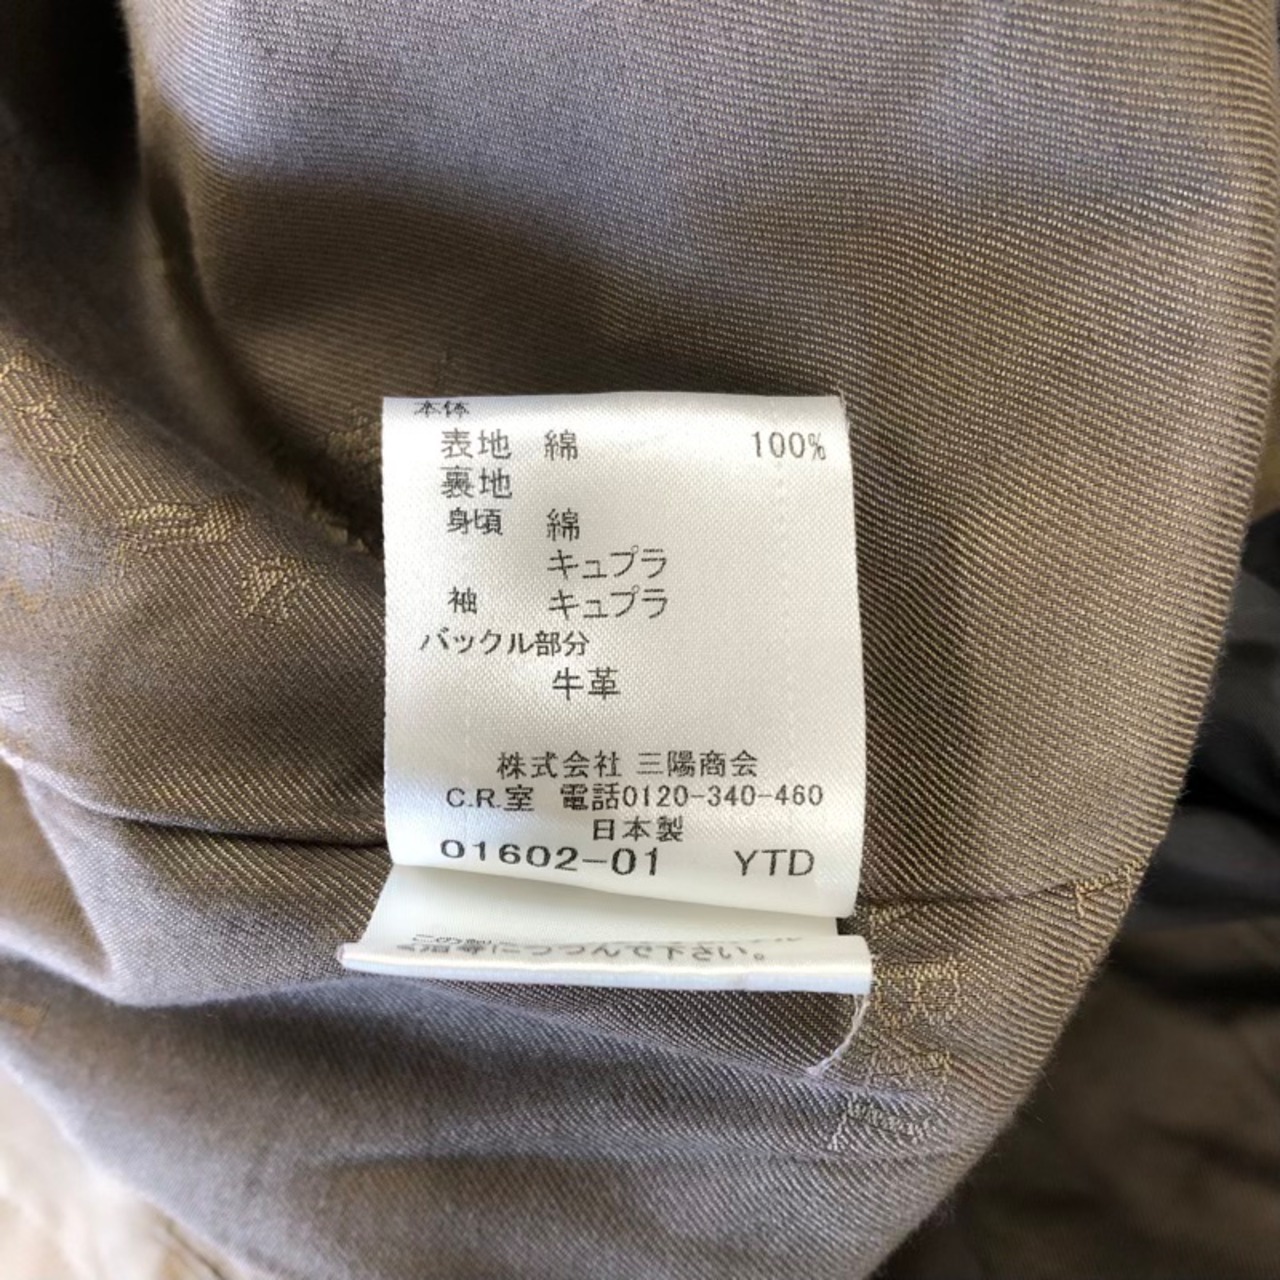 本体
表地 綿 100%
裏地
身頃 綿
キュプラ
袖 キュプラ
バックル部分
牛革
株式会社 三陽商会
C.R.室 電話0120-340-460
日本製
01602-01 YTD
につつんで下さい。